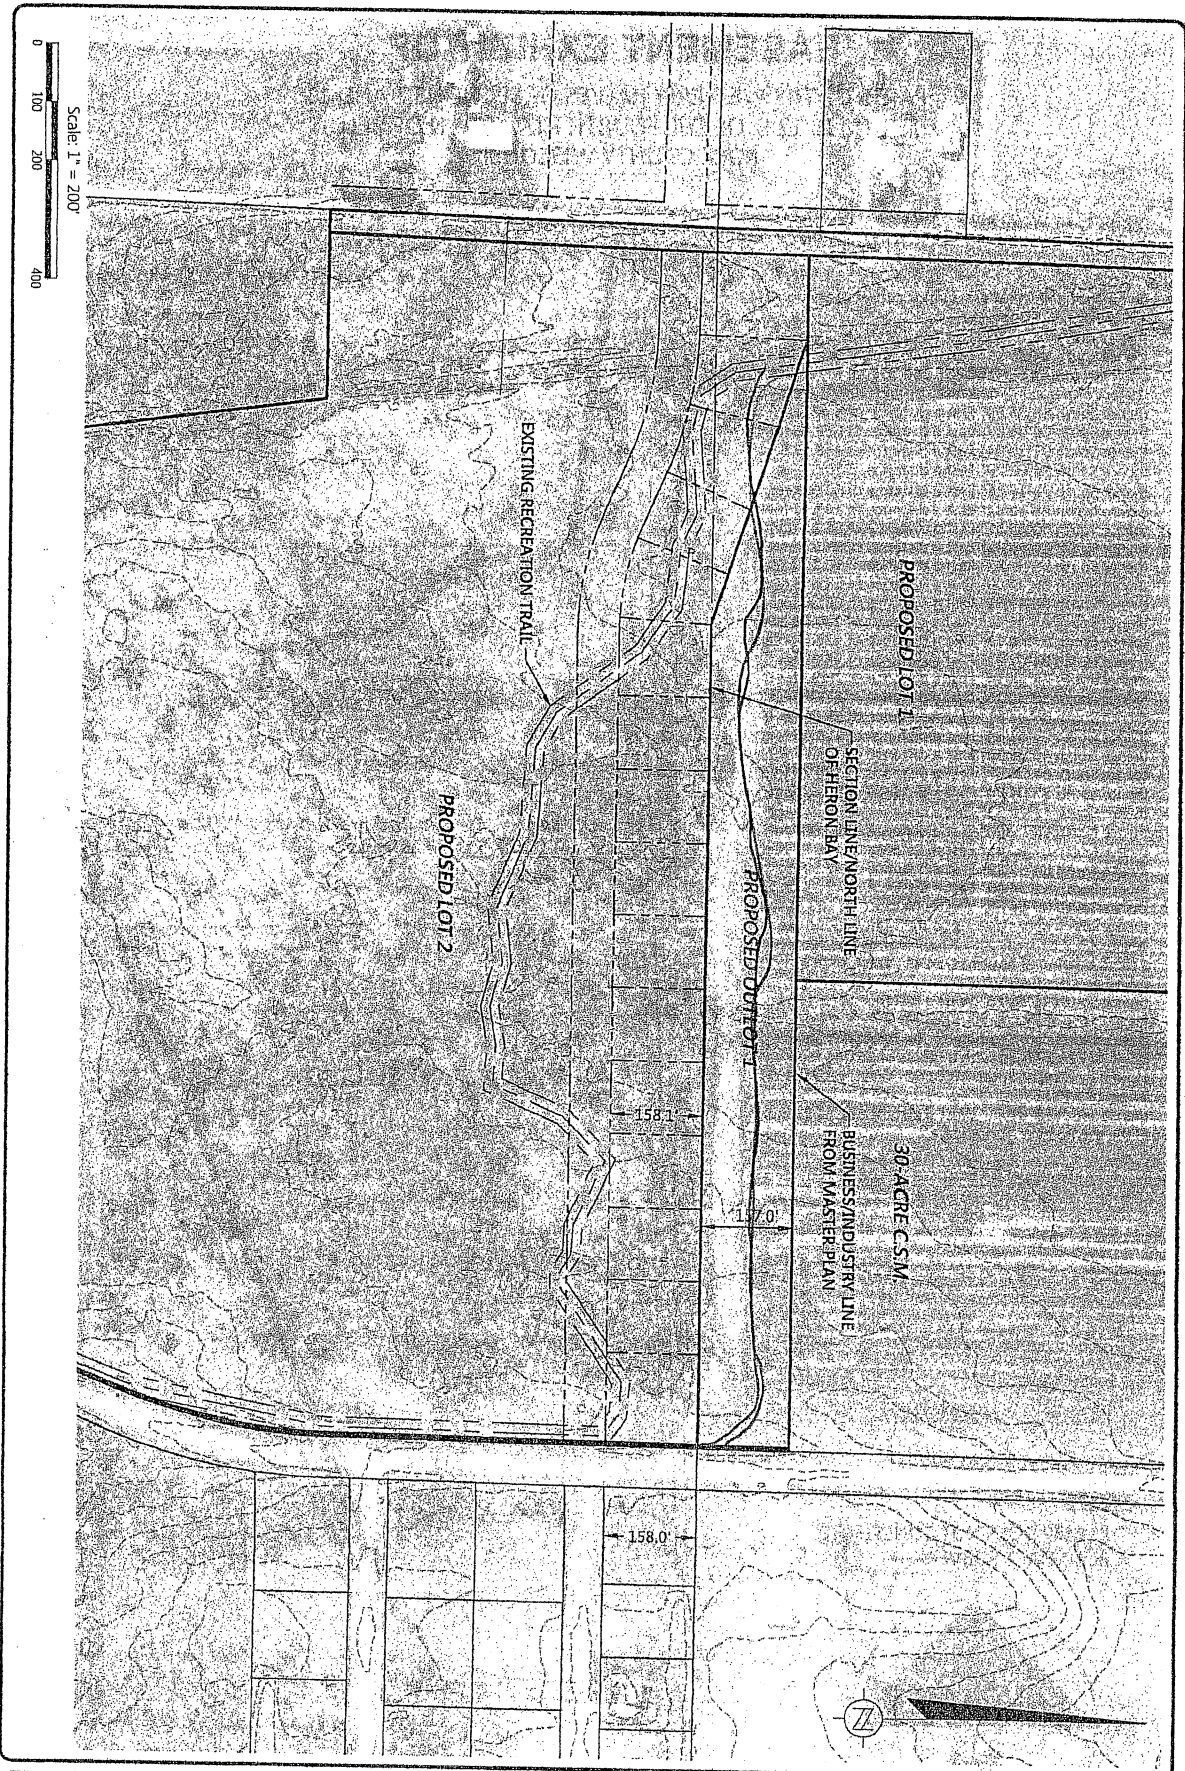 PROPOSED LOT 1
SECTION LINE/NORTH LINE
OF HERON BAY
30-ACRE C.S.M.
BUSINESS/INDUSTRY LINE
FROM MASTER PLAN
PROPOSED OUTLOT 1
158.1'
158.0'
EXISTING RECREATION TRAIL
PROPOSED LOT 2
Scale: 1" = 200'
0 100 200 400
N